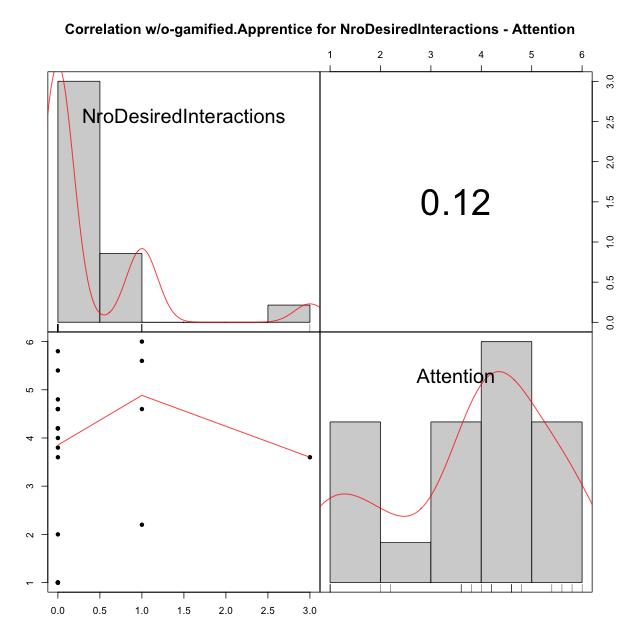 Correlation w/o-gamified.Apprentice for NroDesiredInteractions - Attention
1 2 3 4 5 6
NroDesiredInteractions
0.12
3.0
2.5
2.0
1.5
1.0
0.5
0.0
6
5
4
3
2
1
Attention
0.0 0.5 1.0 1.5 2.0 2.5 3.0